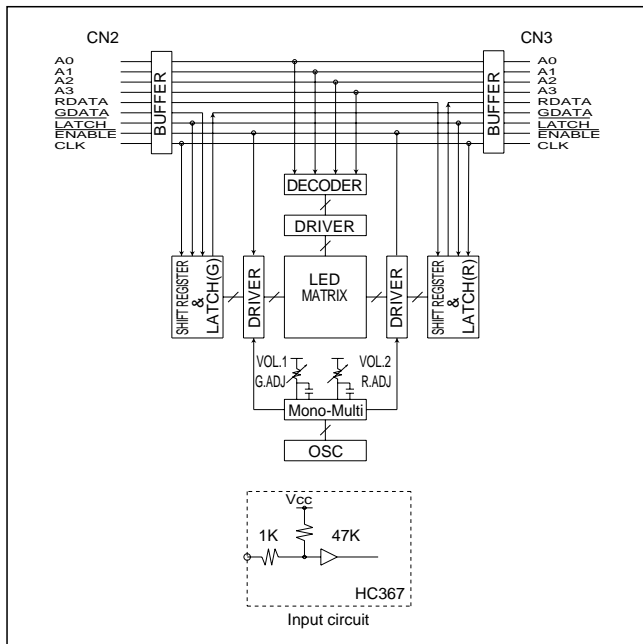 CN2
CN3
A0
A1
A2
A3
RDATA
GDATA
LATCH
ENABLE
CLK
BUFFER
BUFFER
A0
A1
A2
A3
RDATA
GDATA
LATCH
ENABLE
CLK
DECODER
DRIVER
SHIFT REGISTER
&
LATCH(G)
DRIVER
LED
MATRIX
DRIVER
SHIFT REGISTER
&
LATCH(R)
VOL.1
G.ADJ
VOL.2
R.ADJ
Mono-Multi
OSC
Vcc
1K
47K
HC367
Input circuit